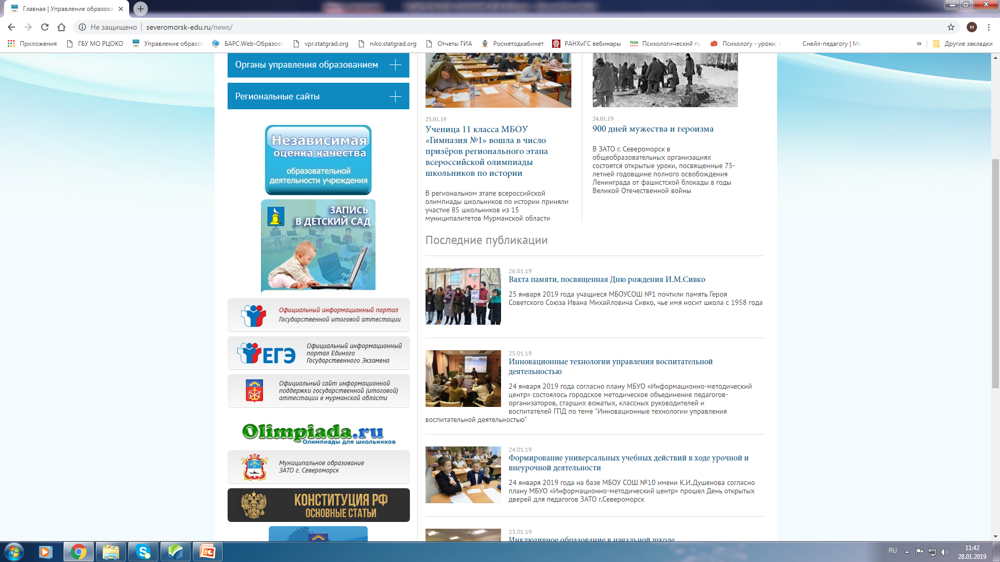 Главная | Управление образова
Не защищено
severomorsk-edu.ru/news/
Приложения
ГБУ МО РЦОКО
Управление образов
БАРС.Web-Образова
vpr.statgrad.org
niko.statgrad.org
Отчеты ГИА
Росметодкабинет
РАНХиГС вебинары
Психологический п
Психологу - уроки,
Снейл-педагогу | Ме
Другие закладки
Органы управления образованием
Региональные сайты
Независимая
оценка качества
образовательной
деятельности учреждения
ЗАПИСЬ
В ДЕТСКИЙ САД
Официальный информационный портал
Государственной итоговой аттестации
ЕГЭ
Официальный информационный
портал Единого
Государственного Экзамена
Официальный сайт информационной
поддержки государственной (итоговой)
аттестации в мурманской области
Olimpiada.ru
Олимпиады для школьников
Муниципальное образование
ЗАТО г. Североморск
КОНСТИТУЦИЯ РФ
ОСНОВНЫЕ СТАТЬИ
25.01.19
Ученица 11 класса МБОУ
«Гимназия №1» вошла в число
призёров регионального этапа
всероссийской олимпиады
школьников по истории
В региональном этапе всероссийской
олимпиады школьников по истории приняли
участие 85 школьников из 15
муниципалитетов Мурманской области
24.01.19
900 дней мужества и героизма
В ЗАТО г. Североморск в
общеобразовательных организациях
состоятся открытые уроки, посвященные 75-
летней годовщине полного освобождения
Ленинграда от фашистской блокады в годы
Великой Отечественной войны
Последние публикации
26.01.19
Вахта памяти, посвященная Дню рождения И.М.Сивко
25 января 2019 года учащиеся МБОУСОШ №1 почтили память Героя
Советского Союза Ивана Михайловича Сивко, чье имя носит школа с 1958 года
25.01.19
Инновационные технологии управления воспитательной
деятельностью
24 января 2019 года согласно плану МБУО «Информационно-методический
центр» состоялось городское методическое объединение педагогов-
организаторов, старших вожатых, классных руководителей и
воспитателей ГПД по теме "Инновационные технологии управления
воспитательной деятельностью"
24.01.19
Формирование универсальных учебных действий в ходе урочной и
внеурочной деятельности
24 января 2019 года на базе МБОУ СОШ №10 имени К.И.Душенова согласно
плану МБУО «Информационно-методический центр» прошел День открытых
дверей для педагогов ЗАТО г.Североморск
23.01.19
Инклюзивное образование в начальной школе
RU
11:42
28.01.2019